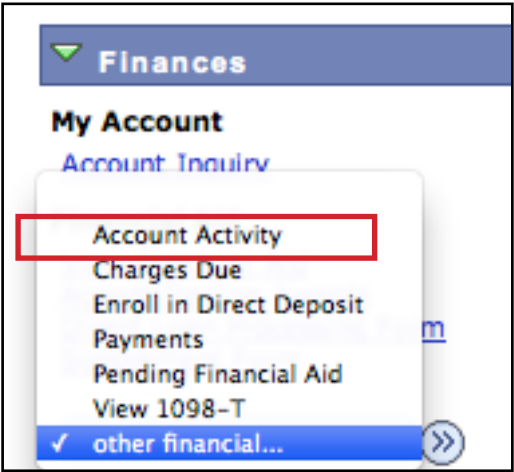 Finances
My Account
Account Inquiry
Account Activity
Charges Due
Enroll in Direct Deposit
Payments
m
Pending Financial Aid
View 1098-T
✓ other financial...